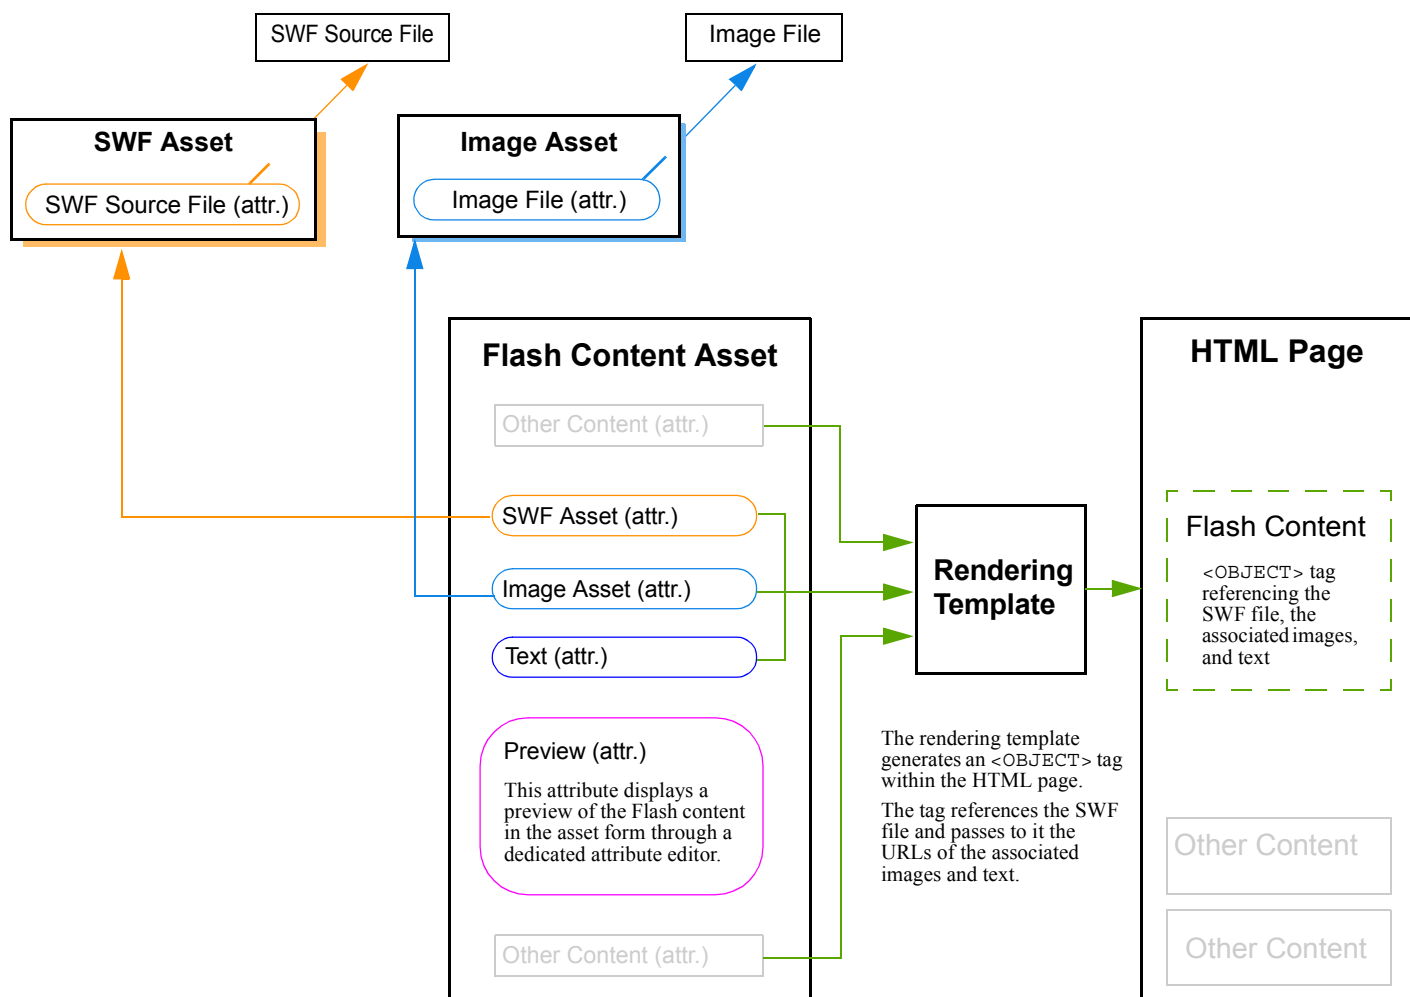 SWF Source File
Image File
SWF Asset
SWF Source File (attr.)
Image Asset
Image File (attr.)
Flash Content Asset
Other Content (attr.)
SWF Asset (attr.)
Image Asset (attr.)
Text (attr.)
Preview (attr.)
This attribute displays a
preview of the Flash content
in the asset form through a
dedicated attribute editor.
Other Content (attr.)
Rendering
Template
The rendering template
generates an <OBJECT> tag
within the HTML page.
The tag references the SWF
file and passes to it the
URLs of the associated
images and text.
HTML Page
Flash Content
<OBJECT> tag
referencing the
SWF file, the
associated images,
and text
Other Content
Other Content